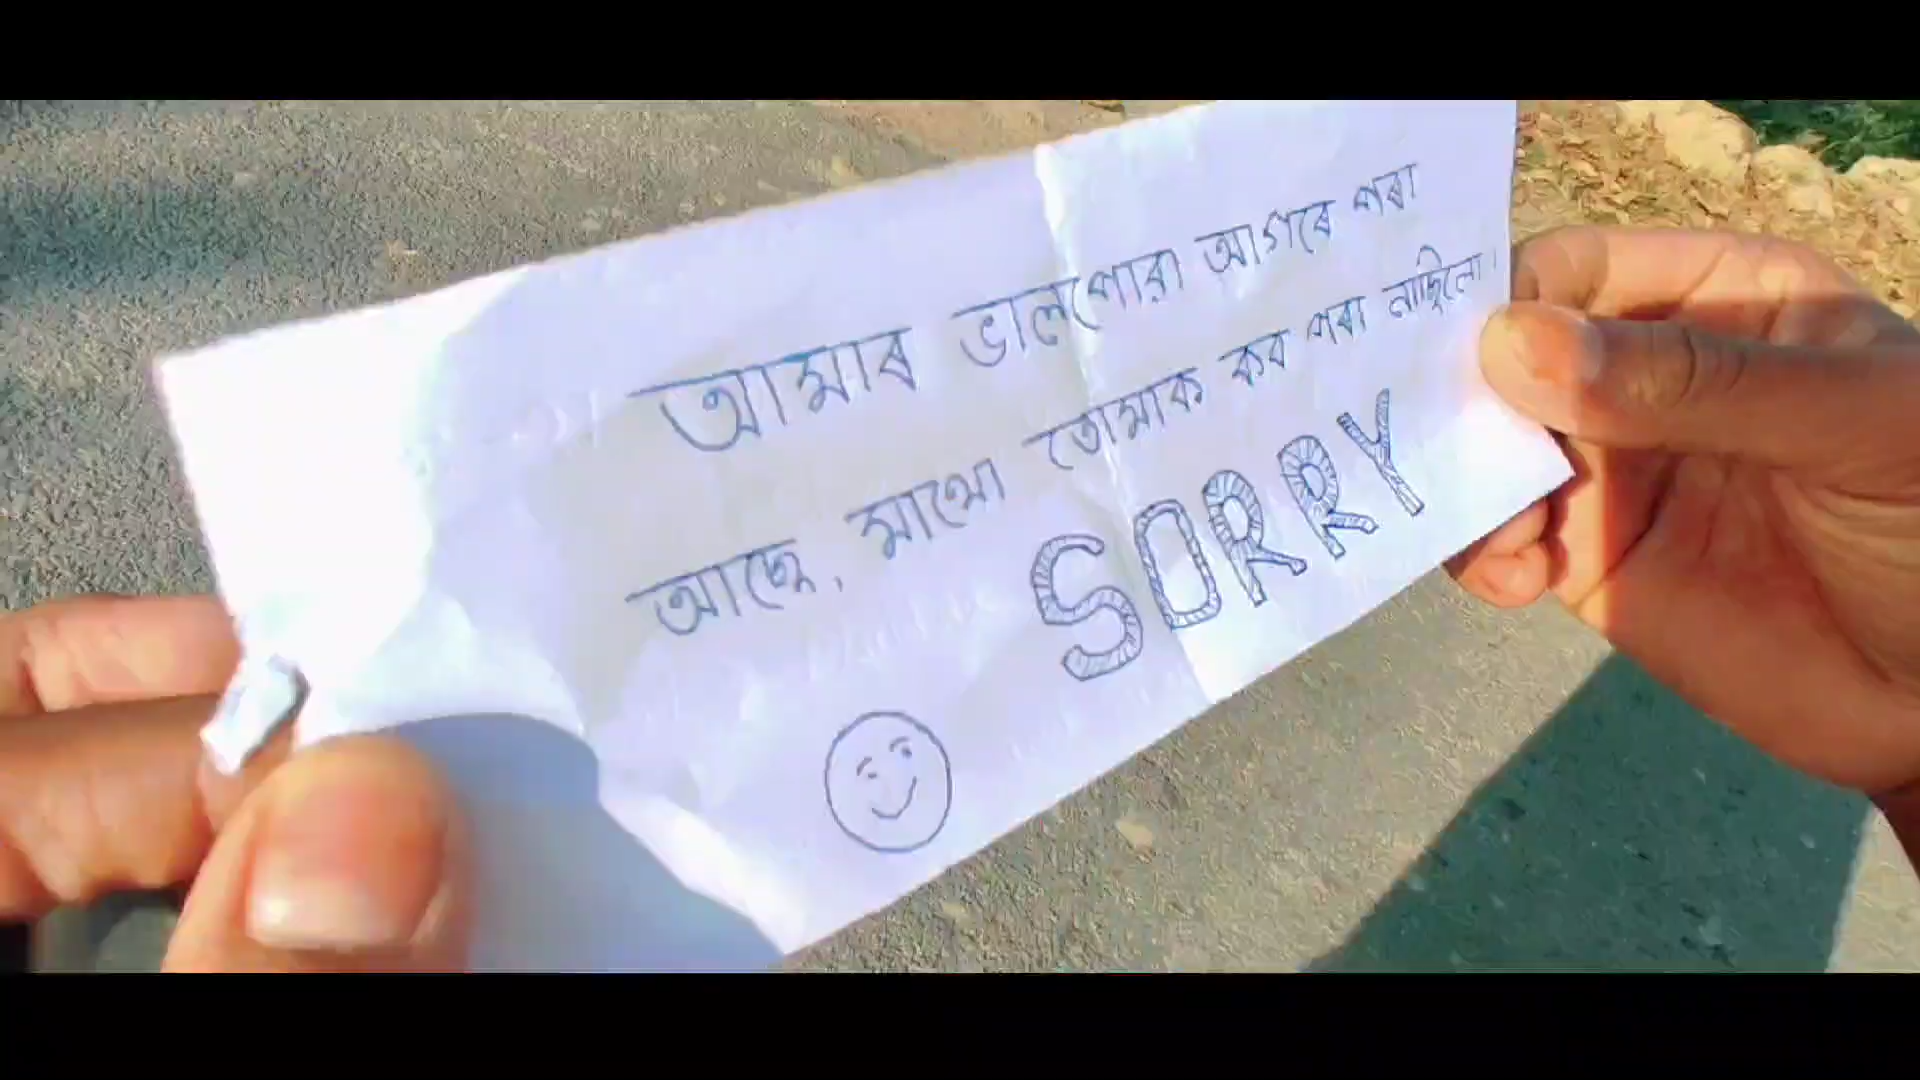 আমাৰ ভালপোৱা আগৰে পৰা
আছে, মাথো তোমাক কব পৰা নাছিলো।
SORRY